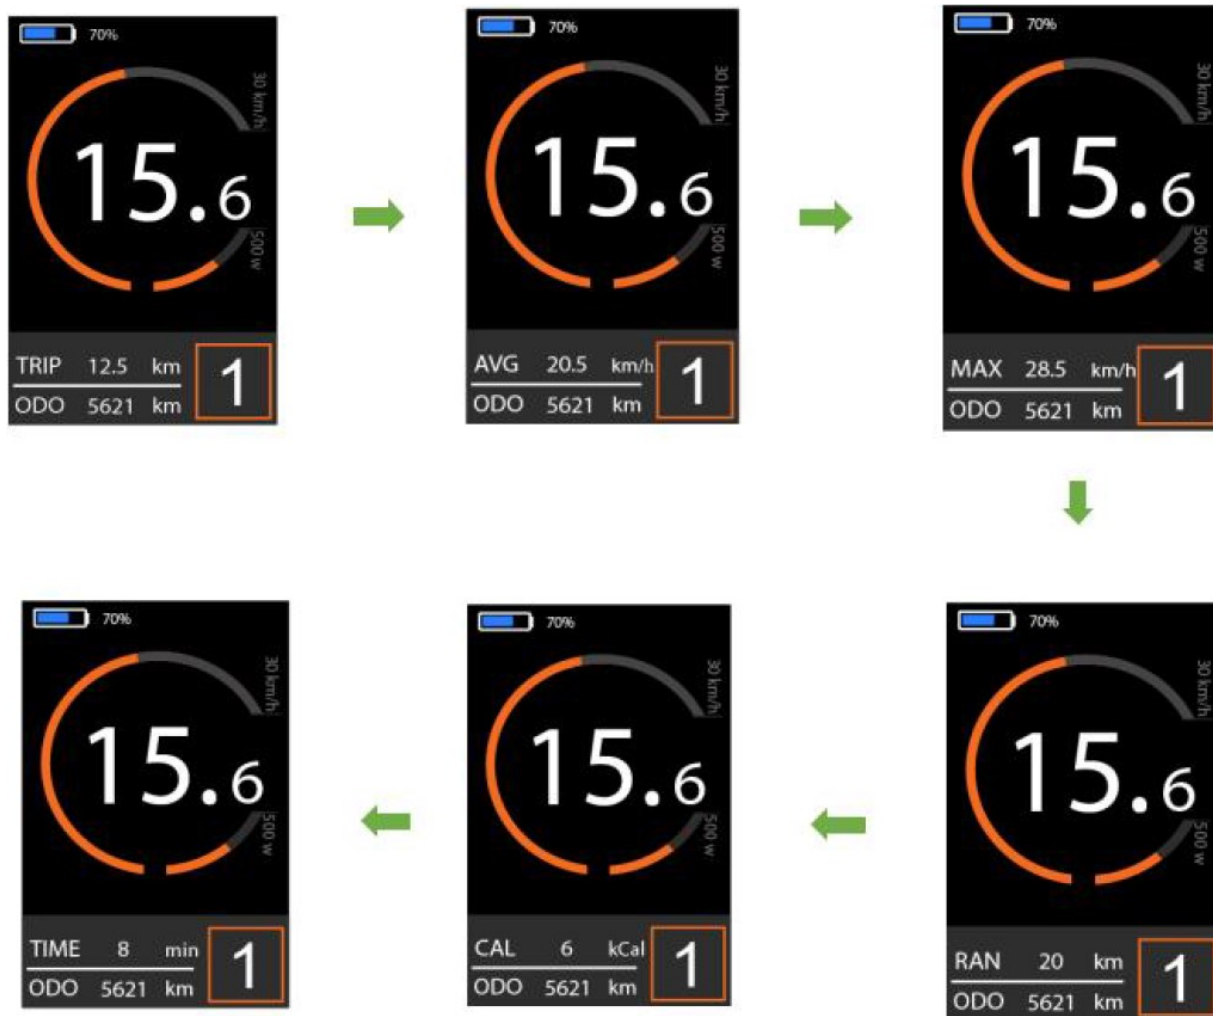 70%
30 km/h
15.6
500 w
TRIP 12.5 km
ODO 5621 km
1
70%
30 km/h
15.6
500 w
AVG 20.5 km/h
ODO 5621 km
1
70%
30 km/h
15.6
500 w
MAX 28.5 km/h
ODO 5621 km
1
70%
30 km/h
15.6
500 w
TIME 8 min
ODO 5621 km
1
70%
30 km/h
15.6
500 w
CAL 6 kCal
ODO 5621 km
1
70%
30 km/h
15.6
500 w
RAN 20 km
ODO 5621 km
1